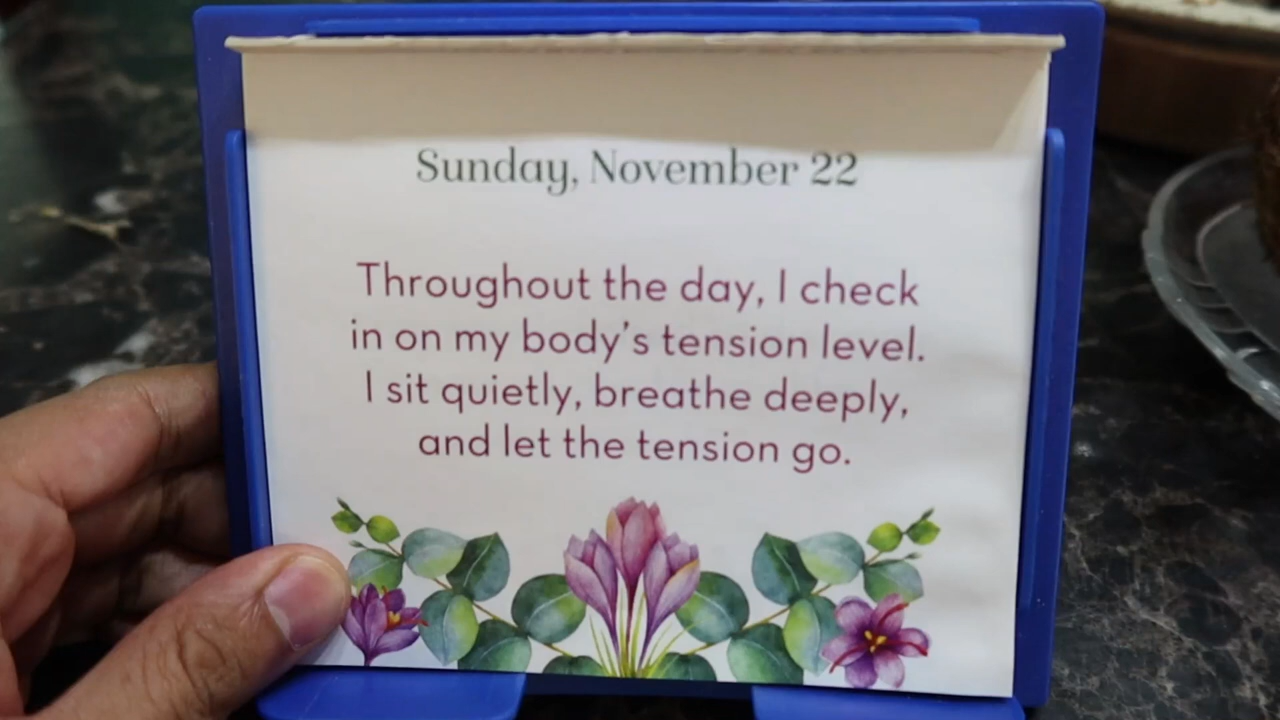 Sunday, November 22
Throughout the day, I check
in on my body’s tension level.
I sit quietly, breathe deeply,
and let the tension go.